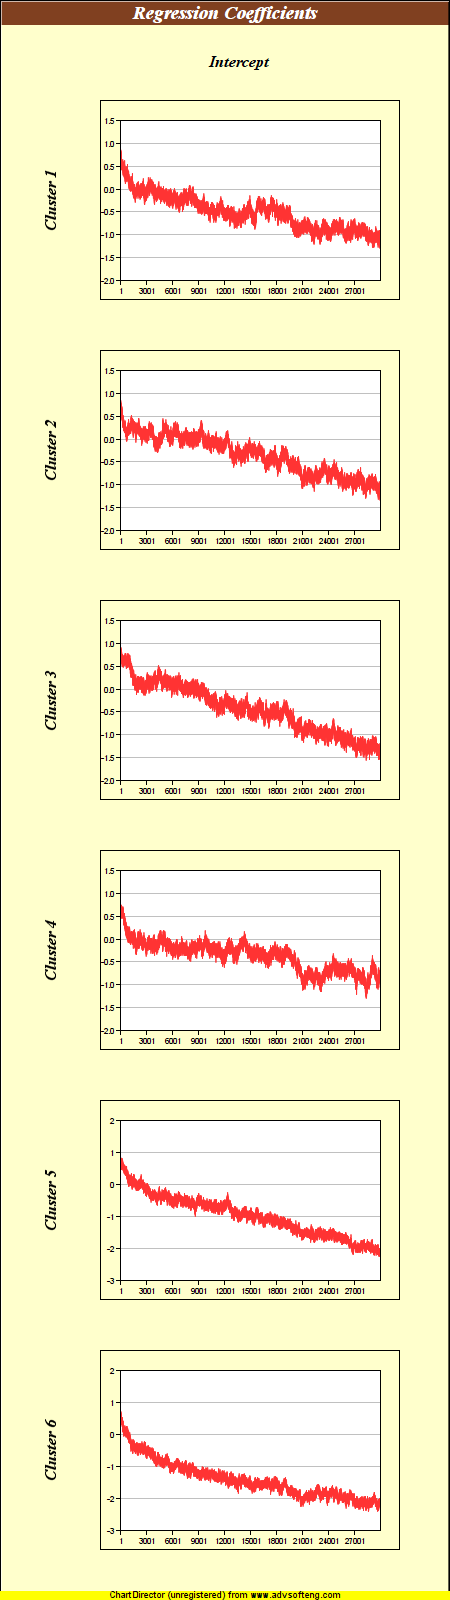 Regression Coefficients
Intercept
Cluster 1
1.5
1.0
0.5
0.0
-0.5
-1.0
-1.5
-2.0
1 3001 6001 9001 12001 15001 18001 21001 24001 27001
Cluster 2
1.5
1.0
0.5
0.0
-0.5
-1.0
-1.5
-2.0
1 3001 6001 9001 12001 15001 18001 21001 24001 27001
Cluster 3
1.5
1.0
0.5
0.0
-0.5
-1.0
-1.5
-2.0
1 3001 6001 9001 12001 15001 18001 21001 24001 27001
Cluster 4
1.5
1.0
0.5
0.0
-0.5
-1.0
-1.5
-2.0
1 3001 6001 9001 12001 15001 18001 21001 24001 27001
Cluster 5
2
1
0
-1
-2
-3
1 3001 6001 9001 12001 15001 18001 21001 24001 27001
Cluster 6
2
1
0
-1
-2
-3
1 3001 6001 9001 12001 15001 18001 21001 24001 27001
ChartDirector (unregistered) from www.advsofteng.com